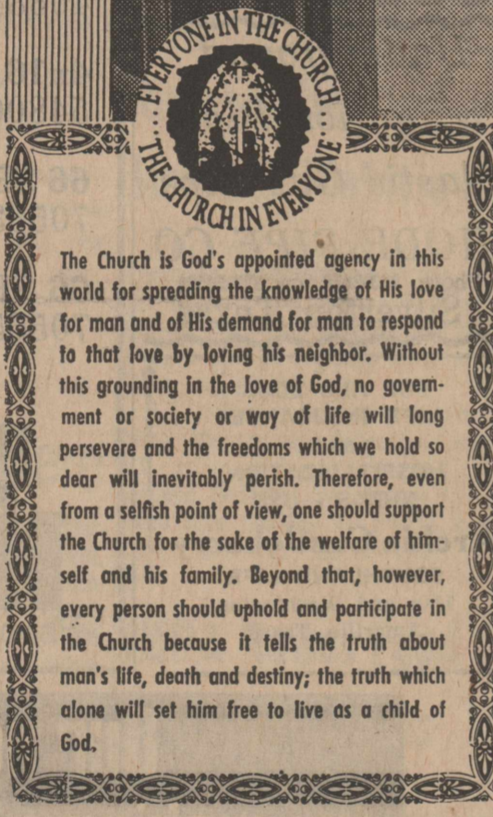 EVERYONE IN THE CHURCH...
THE CHURCH IN EVERYONE...
The Church is God's appointed agency in this
world for spreading the knowledge of His love
for man and of His demand for man to respond
to that love by loving his neighbor. Without
this grounding in the love of God, no govern-
ment or society or way of life will long
persevere and the freedoms which we hold so
dear will inevitably perish. Therefore, even
from a selfish point of view, one should support
the Church for the sake of the welfare of him-
self and his family. Beyond that, however,
every person should uphold and participate in
the Church because it tells the truth about
man's life, death and destiny; the truth which
alone will set him free to live as a child of
God.